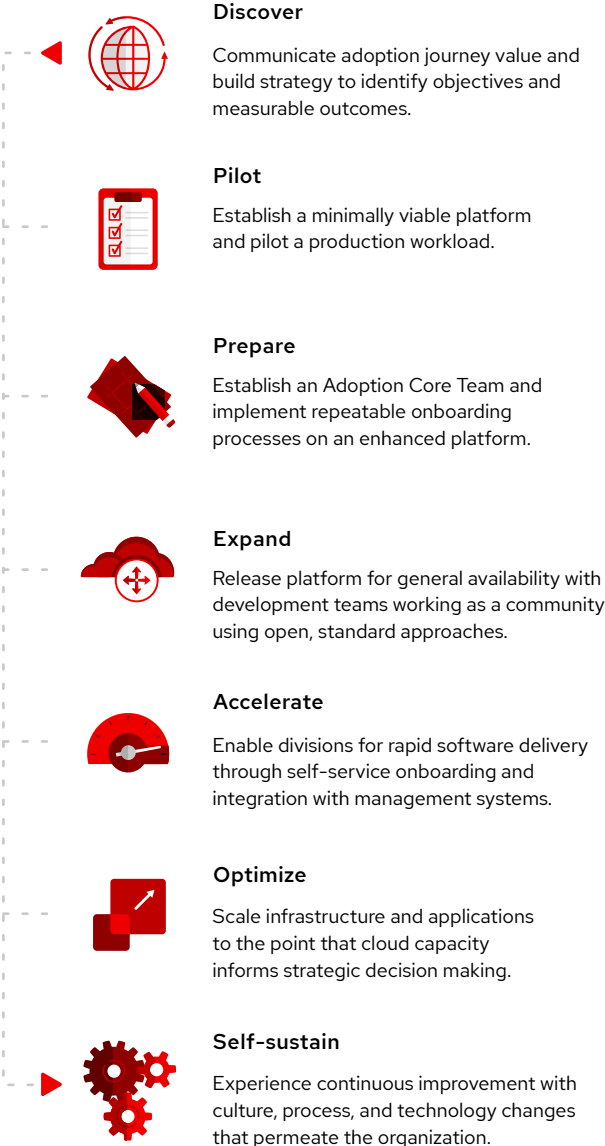 Discover
Communicate adoption journey value and
build strategy to identify objectives and
measurable outcomes.
Pilot
Establish a minimally viable platform
and pilot a production workload.
Prepare
Establish an Adoption Core Team and
implement repeatable onboarding
processes on an enhanced platform.
Expand
Release platform for general availability with
development teams working as a community
using open, standard approaches.
Accelerate
Enable divisions for rapid software delivery
through self-service onboarding and
integration with management systems.
Optimize
Scale infrastructure and applications
to the point that cloud capacity
informs strategic decision making.
Self-sustain
Experience continuous improvement with
culture, process, and technology changes
that permeate the organization.